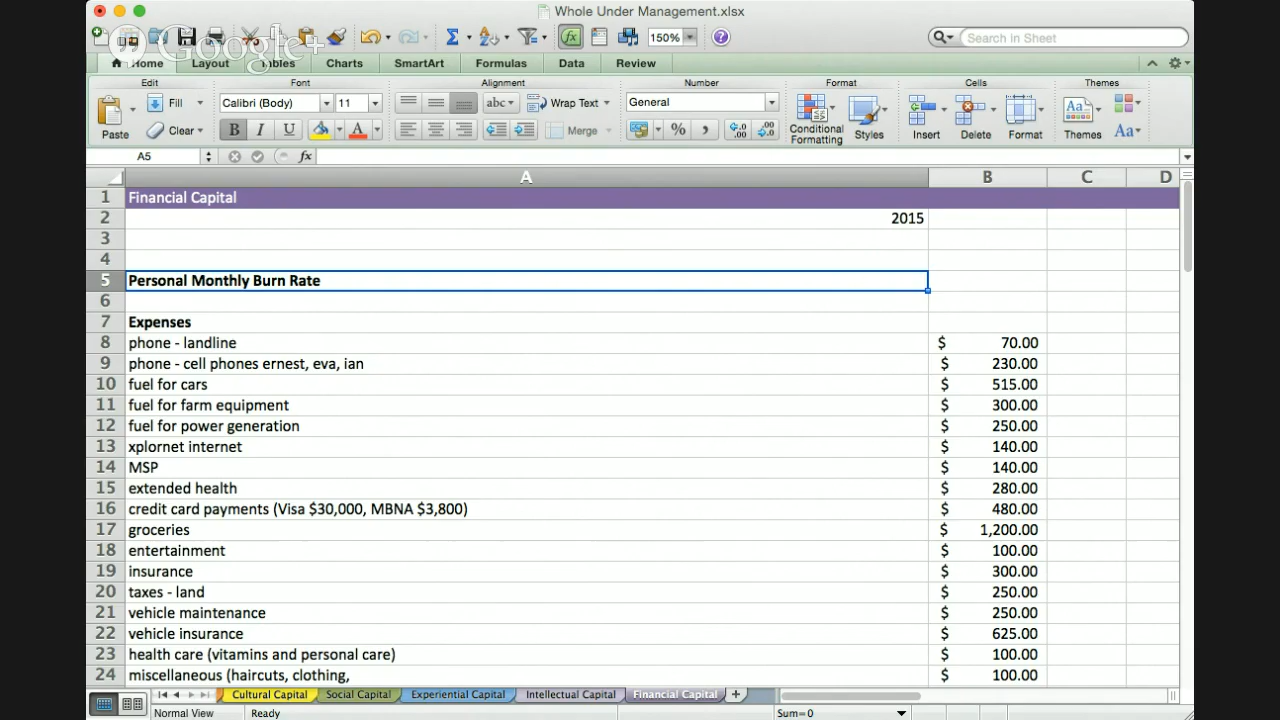 Whole Under Management.xlsx
Google+
150%
Search in Sheet
Home Layout Tables Charts SmartArt Formulas Data Review
Edit Font Alignment Number Format Cells Themes
Fill Calibri (Body) 11 abc Wrap Text General
Paste Clear B I U A Merge % Conditional Formatting Styles Insert Delete Format Themes Aa
A5 fx
A B C D
1 Financial Capital
2 2015
3
4
5 Personal Monthly Burn Rate
6
7 Expenses
8 phone - landline $ 70.00
9 phone - cell phones ernest, eva, ian $ 230.00
10 fuel for cars $ 515.00
11 fuel for farm equipment $ 300.00
12 fuel for power generation $ 250.00
13 xplornet internet $ 140.00
14 MSP $ 140.00
15 extended health $ 280.00
16 credit card payments (Visa $30,000, MBNA $3,800) $ 480.00
17 groceries $ 1,200.00
18 entertainment $ 100.00
19 insurance $ 300.00
20 taxes - land $ 250.00
21 vehicle maintenance $ 250.00
22 vehicle insurance $ 625.00
23 health care (vitamins and personal care) $ 100.00
24 miscellaneous (haircuts, clothing, $ 100.00
Cultural Capital Social Capital Experiential Capital Intellectual Capital Financial Capital +
Normal View Ready Sum=0